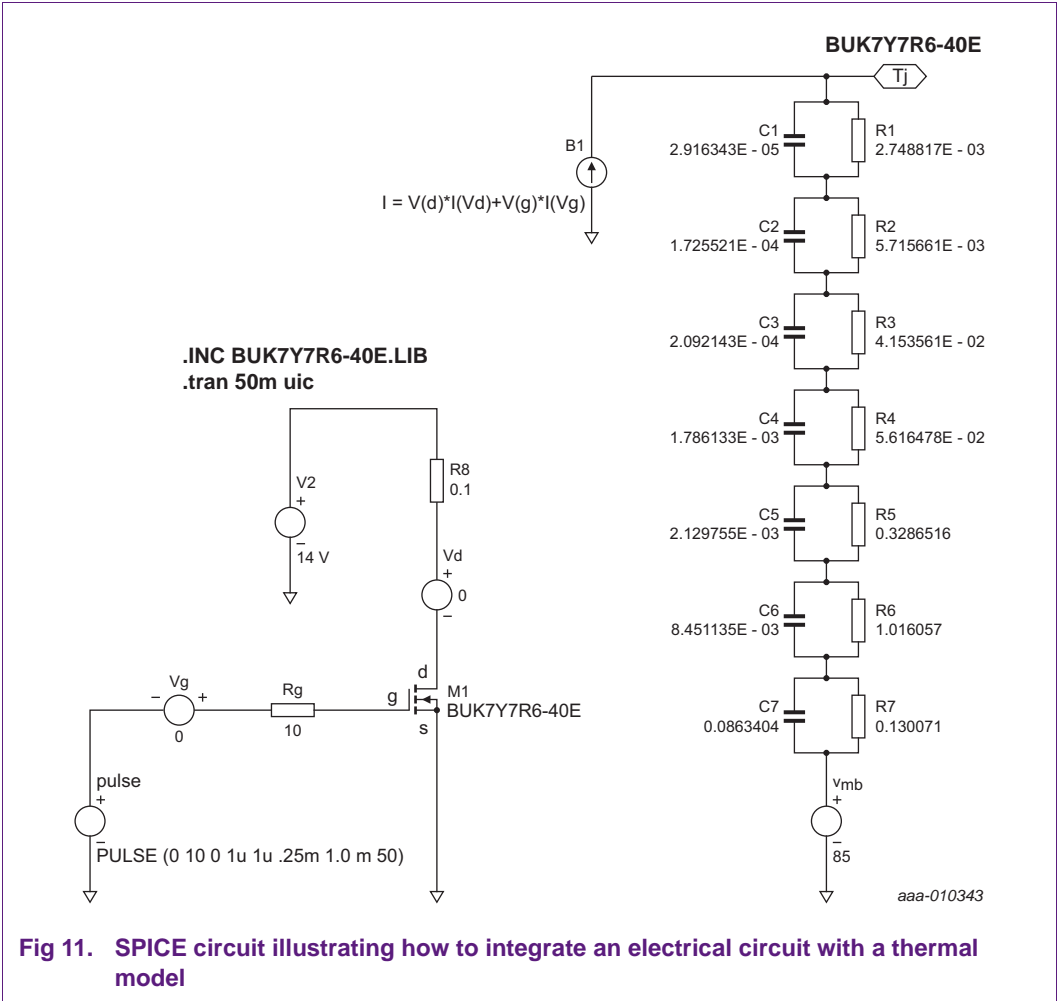 BUK7Y7R6-40E
Tj
B1
I = V(d)*I(Vd)+V(g)*I(Vg)
C1
2.916343E - 05
R1
2.748817E - 03
C2
1.725521E - 04
R2
5.715661E - 03
C3
2.092143E - 04
R3
4.153561E - 02
C4
1.786133E - 03
R4
5.616478E - 02
C5
2.129755E - 03
R5
0.3286516
C6
8.451135E - 03
R6
1.016057
C7
0.0863404
R7
0.130071
vmb
+
–
85
.INC BUK7Y7R6-40E.LIB
.tran 50m uic
V2
+
–
14 V
R8
0.1
Vd
+
0
–
d
g
s
M1
BUK7Y7R6-40E
Vg
– +
0
Rg
10
pulse
+
–
PULSE (0 10 0 1u 1u .25m 1.0 m 50)
aaa-010343
Fig 11. SPICE circuit illustrating how to integrate an electrical circuit with a thermal
model